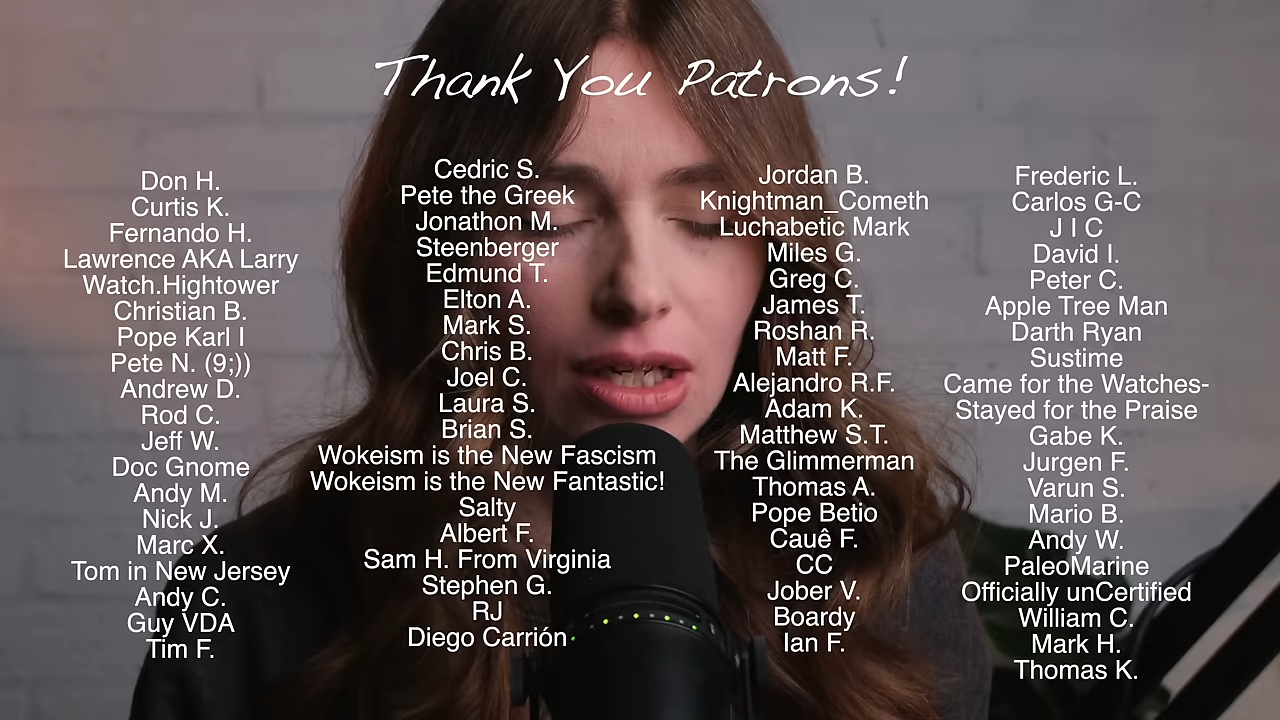 Thank You Patrons!
Don H.
Curtis K.
Fernando H.
Lawrence AKA Larry
Watch.Hightower
Christian B.
Pope Karl I
Pete N. (9;))
Andrew D.
Rod C.
Jeff W.
Doc Gnome
Andy M.
Nick J.
Marc X.
Tom in New Jersey
Andy C.
Guy VDA
Tim F.
Cedric S.
Pete the Greek
Jonathon M.
Steenberger
Edmund T.
Elton A.
Mark S.
Chris B.
Joel C.
Laura S.
Brian S.
Wokeism is the New Fascism
Wokeism is the New Fantastic!
Salty
Albert F.
Sam H. From Virginia
Stephen G.
RJ
Diego Carrión
Jordan B.
Knightman_Cometh
Luchabetic Mark
Miles G.
Greg C.
James T.
Roshan R.
Matt F.
Alejandro R.F.
Adam K.
Matthew S.T.
The Glimmerman
Thomas A.
Pope Betio
Cauê F.
CC
Jober V.
Boardy
Ian F.
Frederic L.
Carlos G-C
J I C
David I.
Peter C.
Apple Tree Man
Darth Ryan
Sustime
Came for the Watches-
Stayed for the Praise
Gabe K.
Jurgen F.
Varun S.
Mario B.
Andy W.
PaleoMarine
Officially unCertified
William C.
Mark H.
Thomas K.